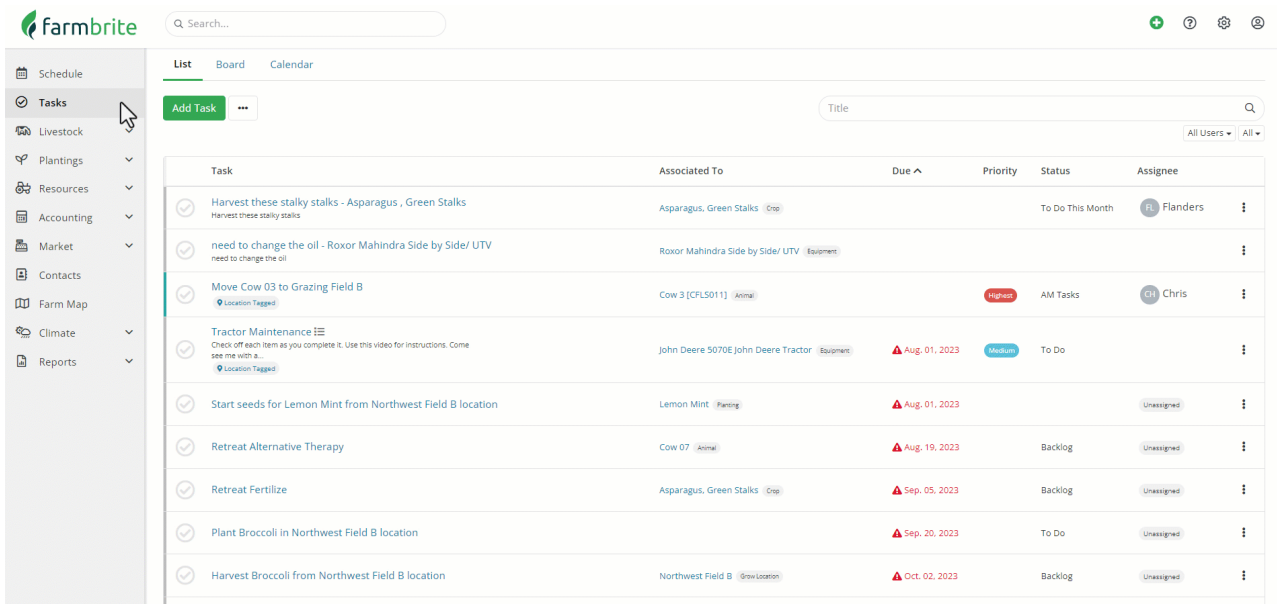 farmbrite
Search...
Schedule
Tasks
Livestock
Plantings
Resources
Accounting
Market
Contacts
Farm Map
Climate
Reports
List Board Calendar
Add Task
Title
All Users All
Task Associated To Due Priority Status Assignee
Harvest these stalky stalks - Asparagus , Green Stalks
Harvest these stalky stalks
Asparagus, Green Stalks Crop
To Do This Month
FL Flanders
need to change the oil - Roxor Mahindra Side by Side/ UTV
need to change the oil
Roxor Mahindra Side by Side/ UTV Equipment
Move Cow 03 to Grazing Field B
Location Tagged
Cow 3 [CFLS011] Animal
Highest
AM Tasks
CH Chris
Tractor Maintenance
Check off each item as you complete it. Use this video for instructions. Come
see me with a...
Location Tagged
John Deere 5070E John Deere Tractor Equipment
Aug. 01, 2023
Medium
To Do
Start seeds for Lemon Mint from Northwest Field B location
Lemon Mint Planting
Aug. 01, 2023
Unassigned
Retreat Alternative Therapy
Cow 07 Animal
Aug. 19, 2023
Backlog
Unassigned
Retreat Fertilize
Asparagus, Green Stalks Crop
Sep. 05, 2023
Backlog
Unassigned
Plant Broccoli in Northwest Field B location
Sep. 20, 2023
To Do
Unassigned
Harvest Broccoli from Northwest Field B location
Northwest Field B Grow Location
Oct. 02, 2023
Backlog
Unassigned